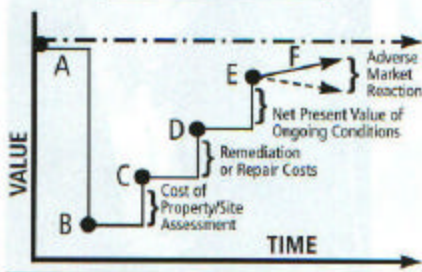 A
E
F
Adverse
Market
Reaction
Net Present Value of
Ongoing Conditions
D
Remediation
or Repair Costs
C
Cost of
Property/Site
Assessment
B
VALUE
TIME